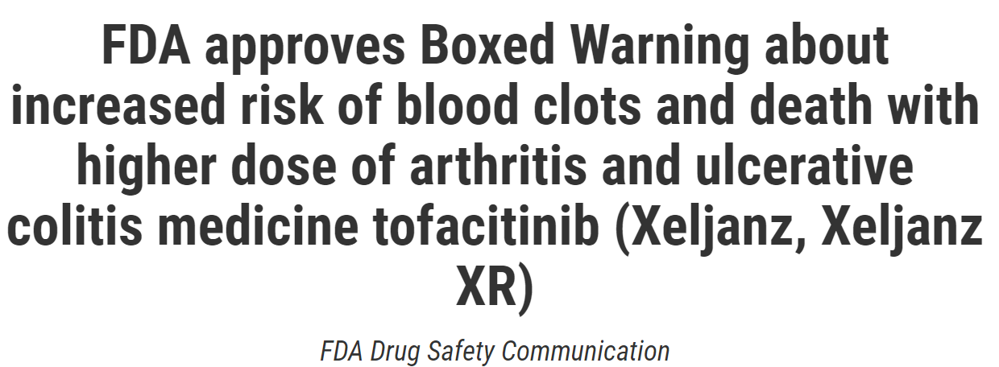 FDA approves Boxed Warning about
increased risk of blood clots and death with
higher dose of arthritis and ulcerative
colitis medicine tofacitinib (Xeljanz, Xeljanz
XR)
FDA Drug Safety Communication